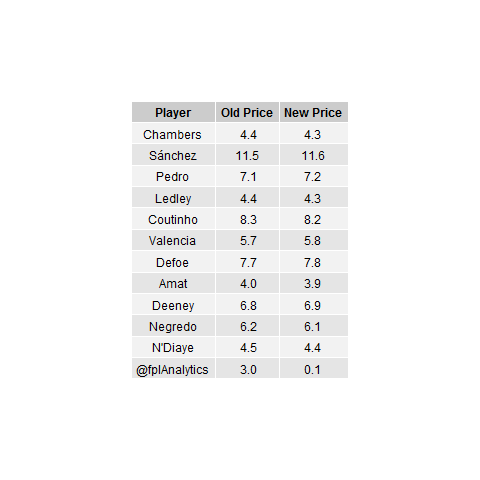 Player Old Price New Price
Chambers 4.4 4.3
Sánchez 11.5 11.6
Pedro 7.1 7.2
Ledley 4.4 4.3
Coutinho 8.3 8.2
Valencia 5.7 5.8
Defoe 7.7 7.8
Amat 4.0 3.9
Deeney 6.8 6.9
Negredo 6.2 6.1
N'Diaye 4.5 4.4
@fplAnalytics 3.0 0.1